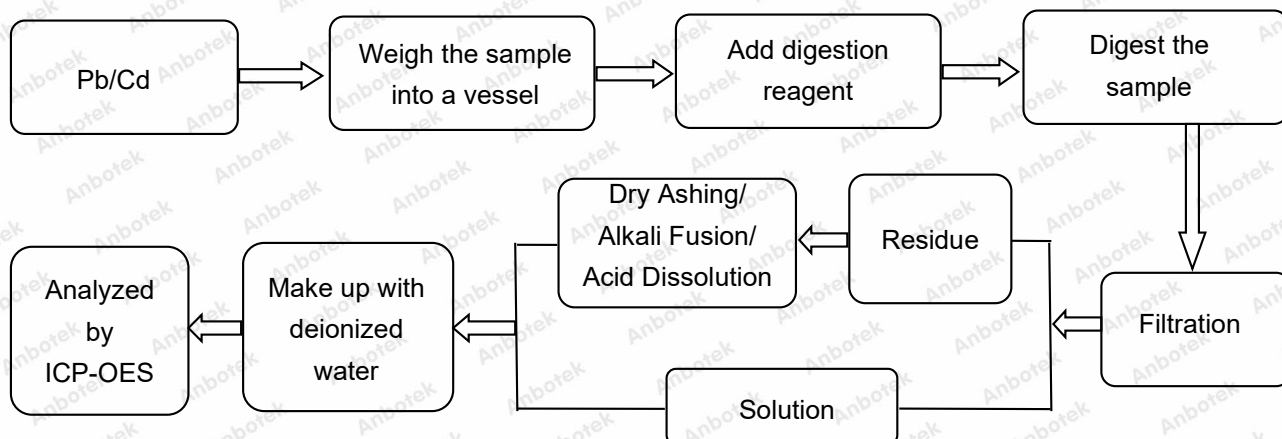 Pb/Cd
Weigh the sample
into a vessel
Add digestion
reagent
Digest the
sample
Filtration
Residue
Dry Ashing/
Alkali Fusion/
Acid Dissolution
Solution
Make up with
deionized
water
Analyzed
by
ICP-OES
Anbotek